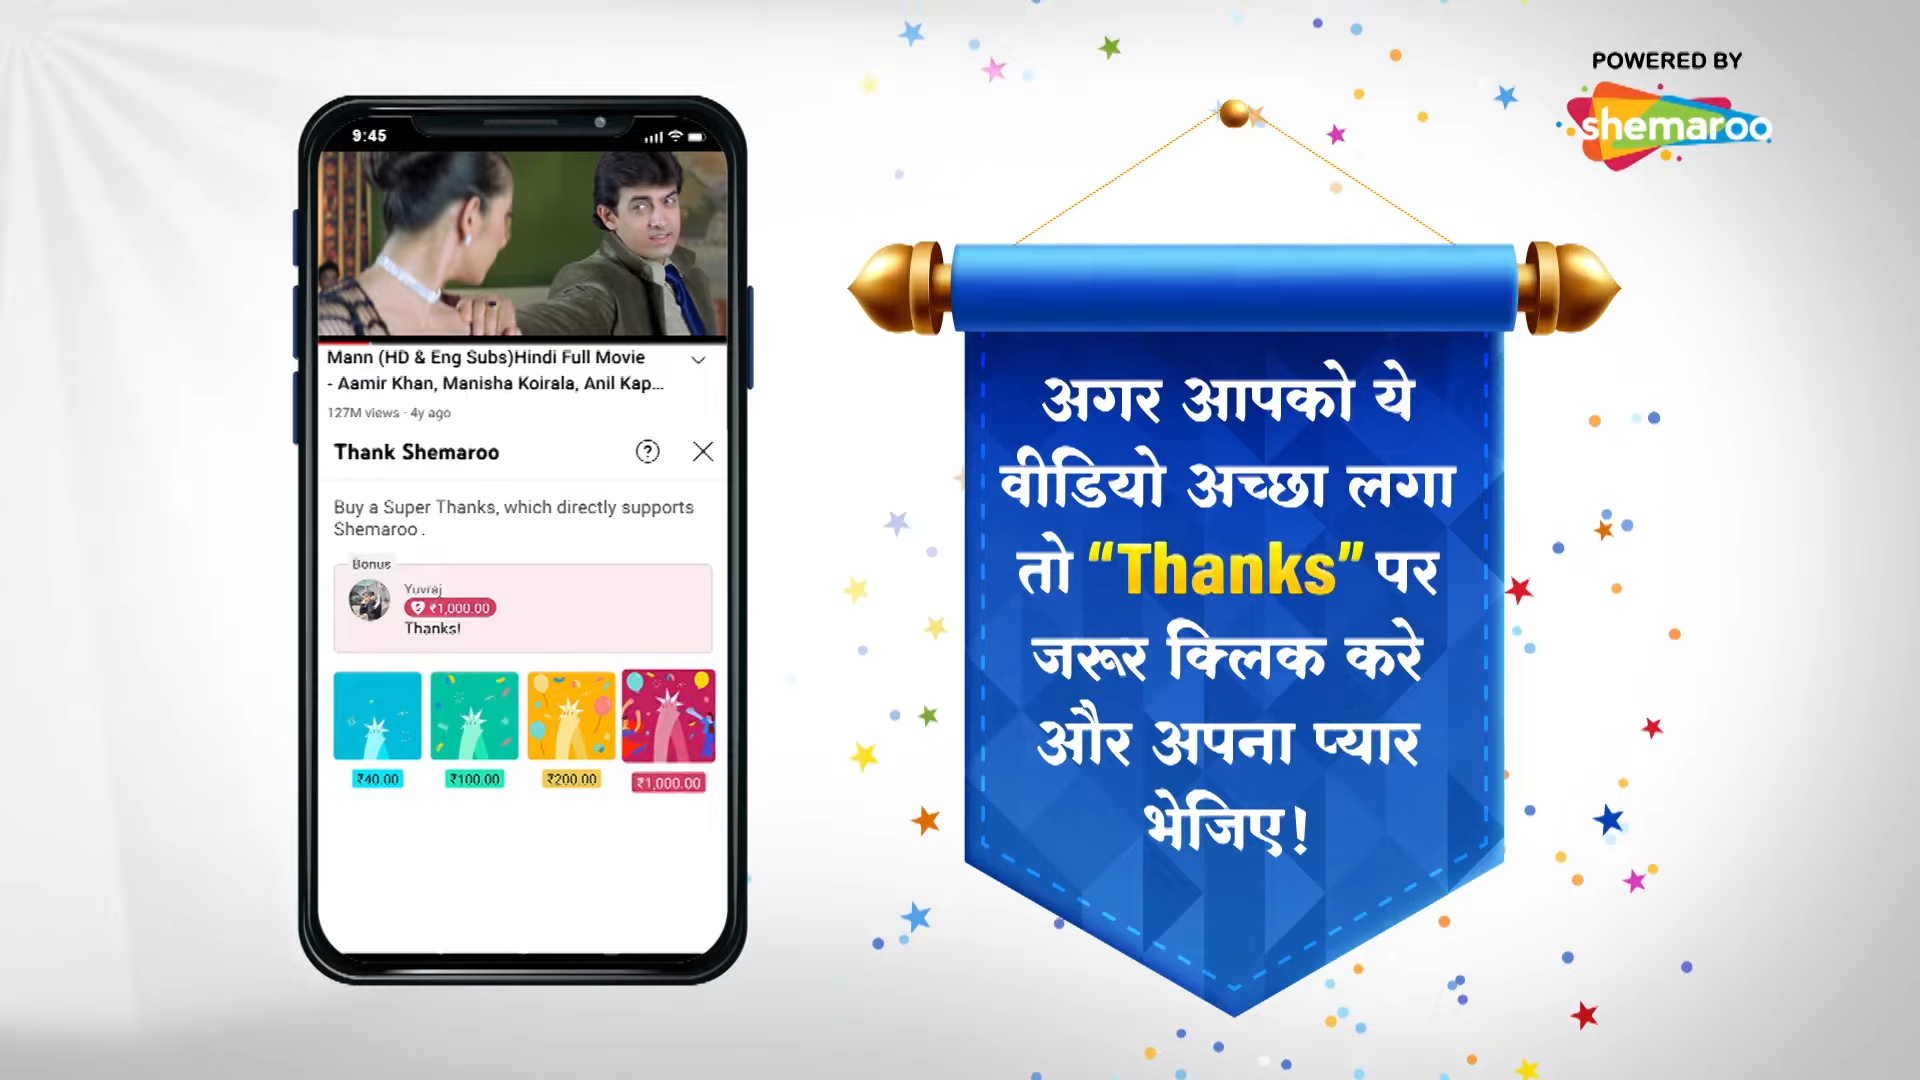 POWERED BY
shemaroo
9:45
Mann (HD & Eng Subs)Hindi Full Movie
- Aamir Khan, Manisha Koirala, Anil Kap...
127M views · 4y ago
Thank Shemaroo
?
Buy a Super Thanks, which directly supports
Shemaroo .
Bonus
Yuvraj
₹1,000.00
Thanks!
₹40.00
₹100.00
₹200.00
₹1,000.00
अगर आपको ये
वीडियो अच्छा लगा
तो “Thanks” पर
जरूर क्लिक करे
और अपना प्यार
भेजिए!